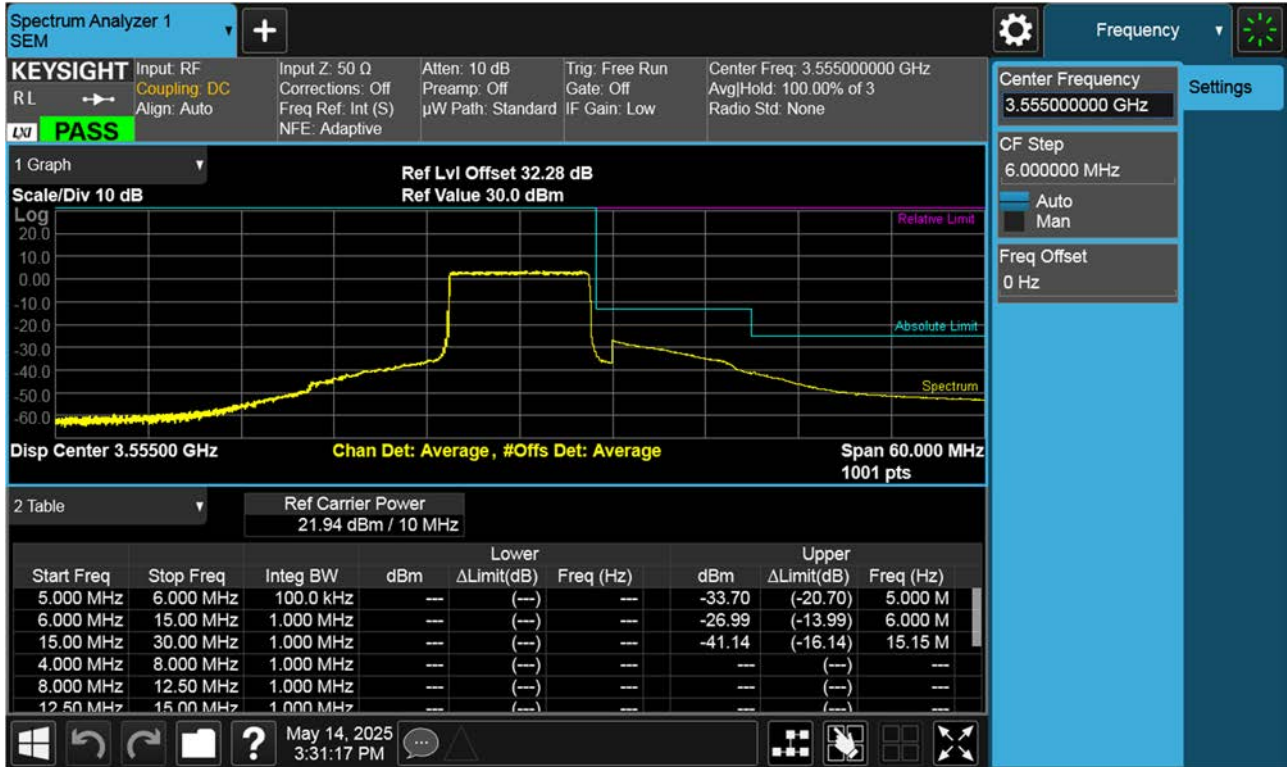 Spectrum Analyzer 1
SEM
Frequency
KEYSIGHT
RL
LXI
PASS
Input: RF
Coupling: DC
Align: Auto
Input Z: 50 Ω
Corrections: Off
Freq Ref: Int (S)
NFE: Adaptive
Atten: 10 dB
Preamp: Off
µW Path: Standard
Trig: Free Run
Gate: Off
IF Gain: Low
Center Freq: 3.555000000 GHz
Avg|Hold: 100.00% of 3
Radio Std: None
Center Frequency
3.555000000 GHz
Settings
CF Step
6.000000 MHz
Auto
Man
Freq Offset
0 Hz
1 Graph
Scale/Div 10 dB
Ref Lvl Offset 32.28 dB
Ref Value 30.0 dBm
Log
20.0
10.0
0.00
-10.0
-20.0
-30.0
-40.0
-50.0
-60.0
Relative Limit
Absolute Limit
Spectrum
Disp Center 3.55500 GHz
Chan Det: Average, #Offs Det: Average
Span 60.000 MHz
1001 pts
2 Table
Ref Carrier Power
21.94 dBm / 10 MHz
Lower Upper
Start Freq Stop Freq Integ BW dBm ΔLimit(dB) Freq (Hz) dBm ΔLimit(dB) Freq (Hz)
5.000 MHz 6.000 MHz 100.0 kHz --- (---) --- -33.70 (-20.70) 5.000 M
6.000 MHz 15.00 MHz 1.000 MHz --- (---) --- -26.99 (-13.99) 6.000 M
15.00 MHz 30.00 MHz 1.000 MHz --- (---) --- -41.14 (-16.14) 15.15 M
4.000 MHz 8.000 MHz 1.000 MHz --- (---) --- --- (---) ---
8.000 MHz 12.50 MHz 1.000 MHz --- (---) --- --- (---) ---
12.50 MHz 15.00 MHz 1.000 MHz --- (---) --- --- (---) ---
May 14, 2025
3:31:17 PM